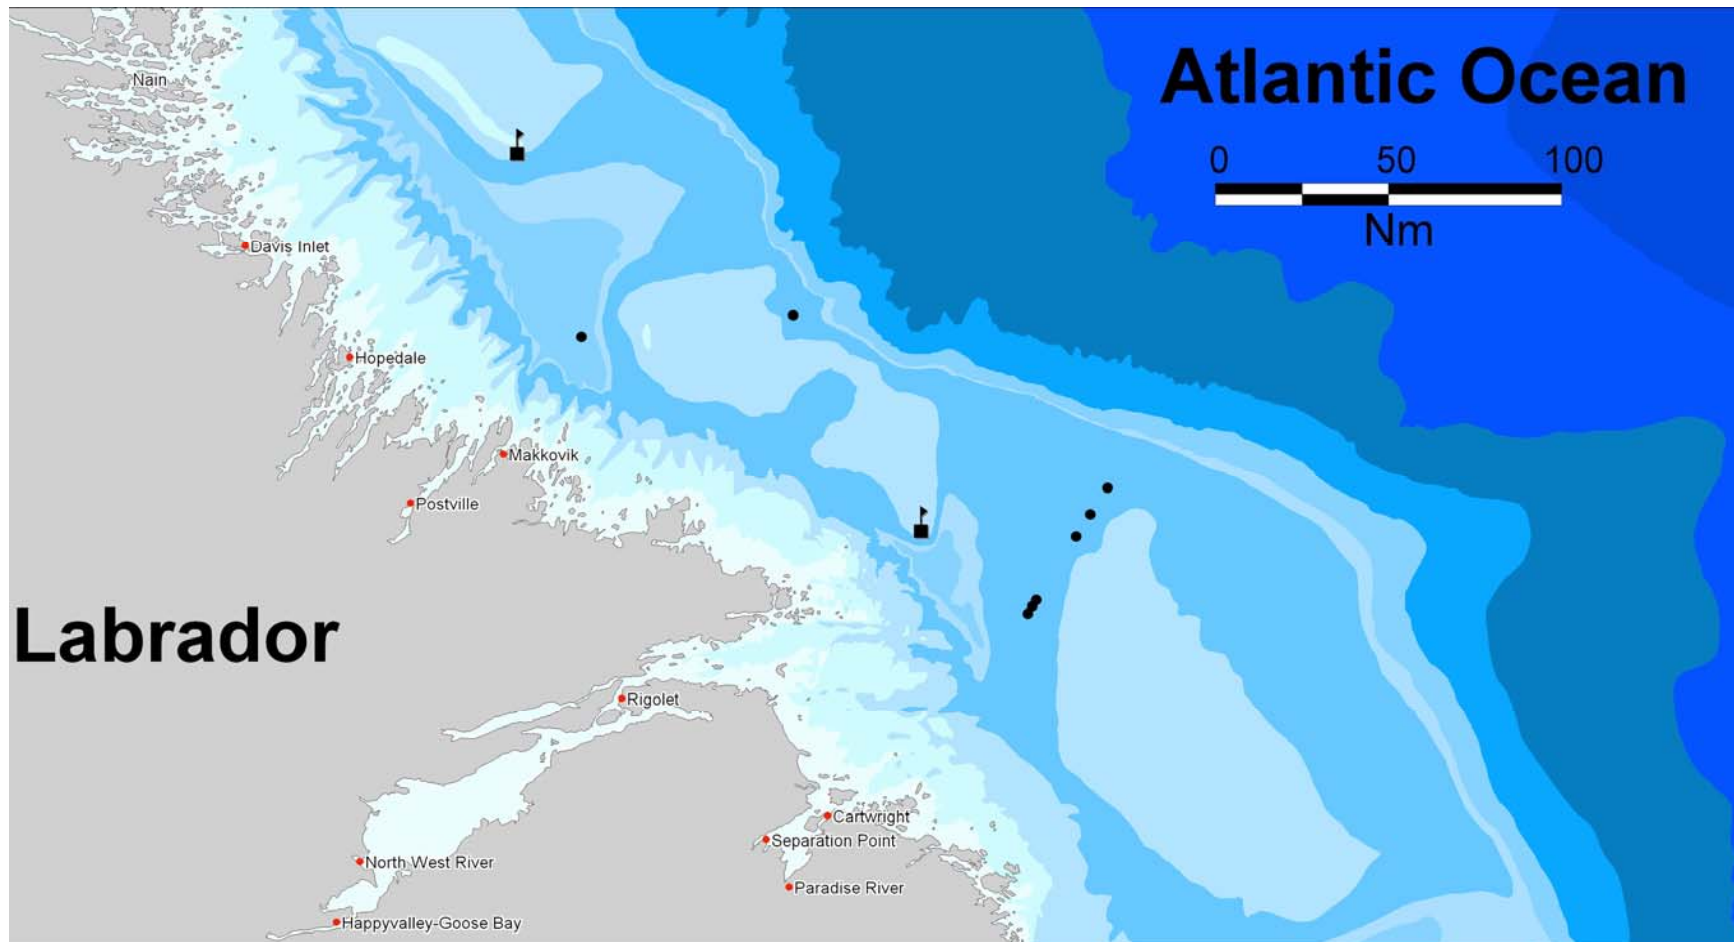 Atlantic Ocean
Nain
0 50 100
Nm
Davis Inlet
Hopedale
Makkovik
Postville
Labrador
Rigolet
Cartwright
Separation Point
North West River
Paradise River
Happyvalley-Goose Bay